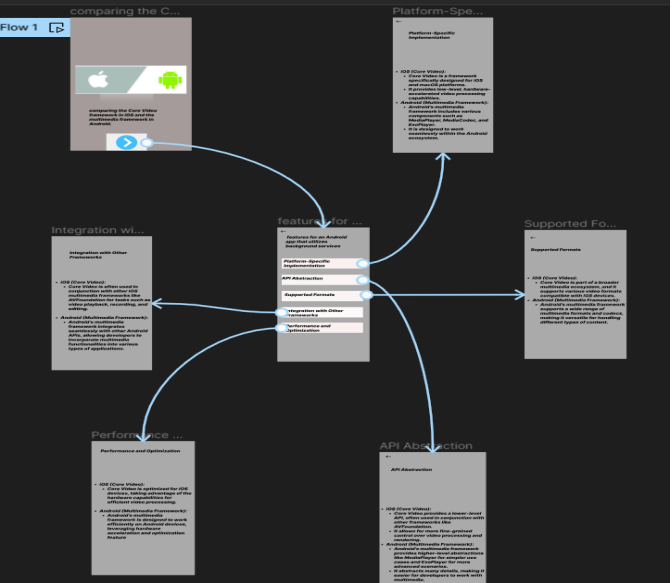 Flow 1
comparing the C...
comparing the Core Video
framework in iOS and the
multimedia framework in
Android.
Platform-Spe...
Platform-Specific
Implementation
iOS (Core Video):
Core Video is a framework
specifically designed for iOS
and macOS platforms.
It provides low-level, hardware-
accelerated video processing
capabilities.
Android (Multimedia Framework):
Android's multimedia
framework includes various
components such as
MediaPlayer, MediaCodec, and
ExoPlayer.
It is designed to work
seamlessly within the Android
ecosystem.
features for ...
features for an Android
app that utilizes
background services
Platform-Specific
Implementation
API Abstraction
Supported Formats
Integration with Other
Frameworks
Performance and
Optimization
Integration wi...
Integration with Other
Frameworks
iOS (Core Video):
Core Video is often used in
conjunction with other iOS
multimedia frameworks like
AVFoundation for tasks such as
video playback, recording, and
editing.
Android (Multimedia Framework):
Android's multimedia
framework integrates
seamlessly with other Android
APIs, allowing developers to
incorporate multimedia
functionalities into various
types of applications.
Supported Fo...
Supported Formats
iOS (Core Video):
Core Video is part of a broader
multimedia ecosystem, and it
supports various video formats
compatible with iOS devices.
Android (Multimedia Framework):
Android's multimedia framework
supports a wide range of
multimedia formats and codecs,
making it versatile for handling
different types of content.
Performance ...
Performance and Optimization
iOS (Core Video):
Core Video is optimized for iOS
devices, taking advantage of the
hardware capabilities for
efficient video processing.
Android (Multimedia Framework):
Android's multimedia
framework is designed to work
efficiently on Android devices,
leveraging hardware
acceleration and optimization
feature
API Abstraction
API Abstraction
iOS (Core Video):
Core Video provides a lower-level
API, often used in conjunction with
other frameworks like
AVFoundation.
It allows for more fine-grained
control over video processing and
rendering.
Android (Multimedia Framework):
Android's multimedia framework
provides higher-level abstractions
like MediaPlayer for simpler use
cases and ExoPlayer for more
advanced scenarios.
It abstracts many details, making it
easier for developers to work with
multimedia.